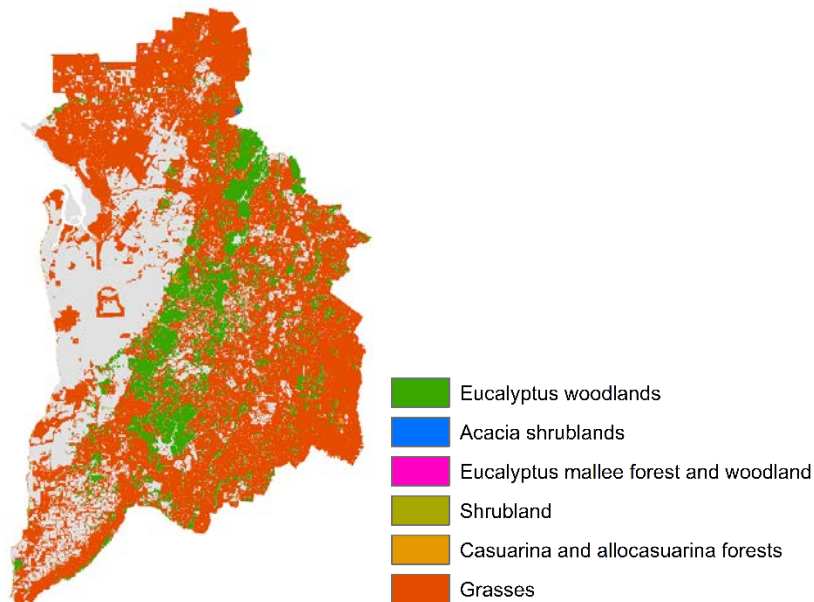 Eucalyptus woodlands
Acacia shrublands
Eucalyptus mallee forest and woodland
Shrubland
Casuarina and allocasuarina forests
Grasses